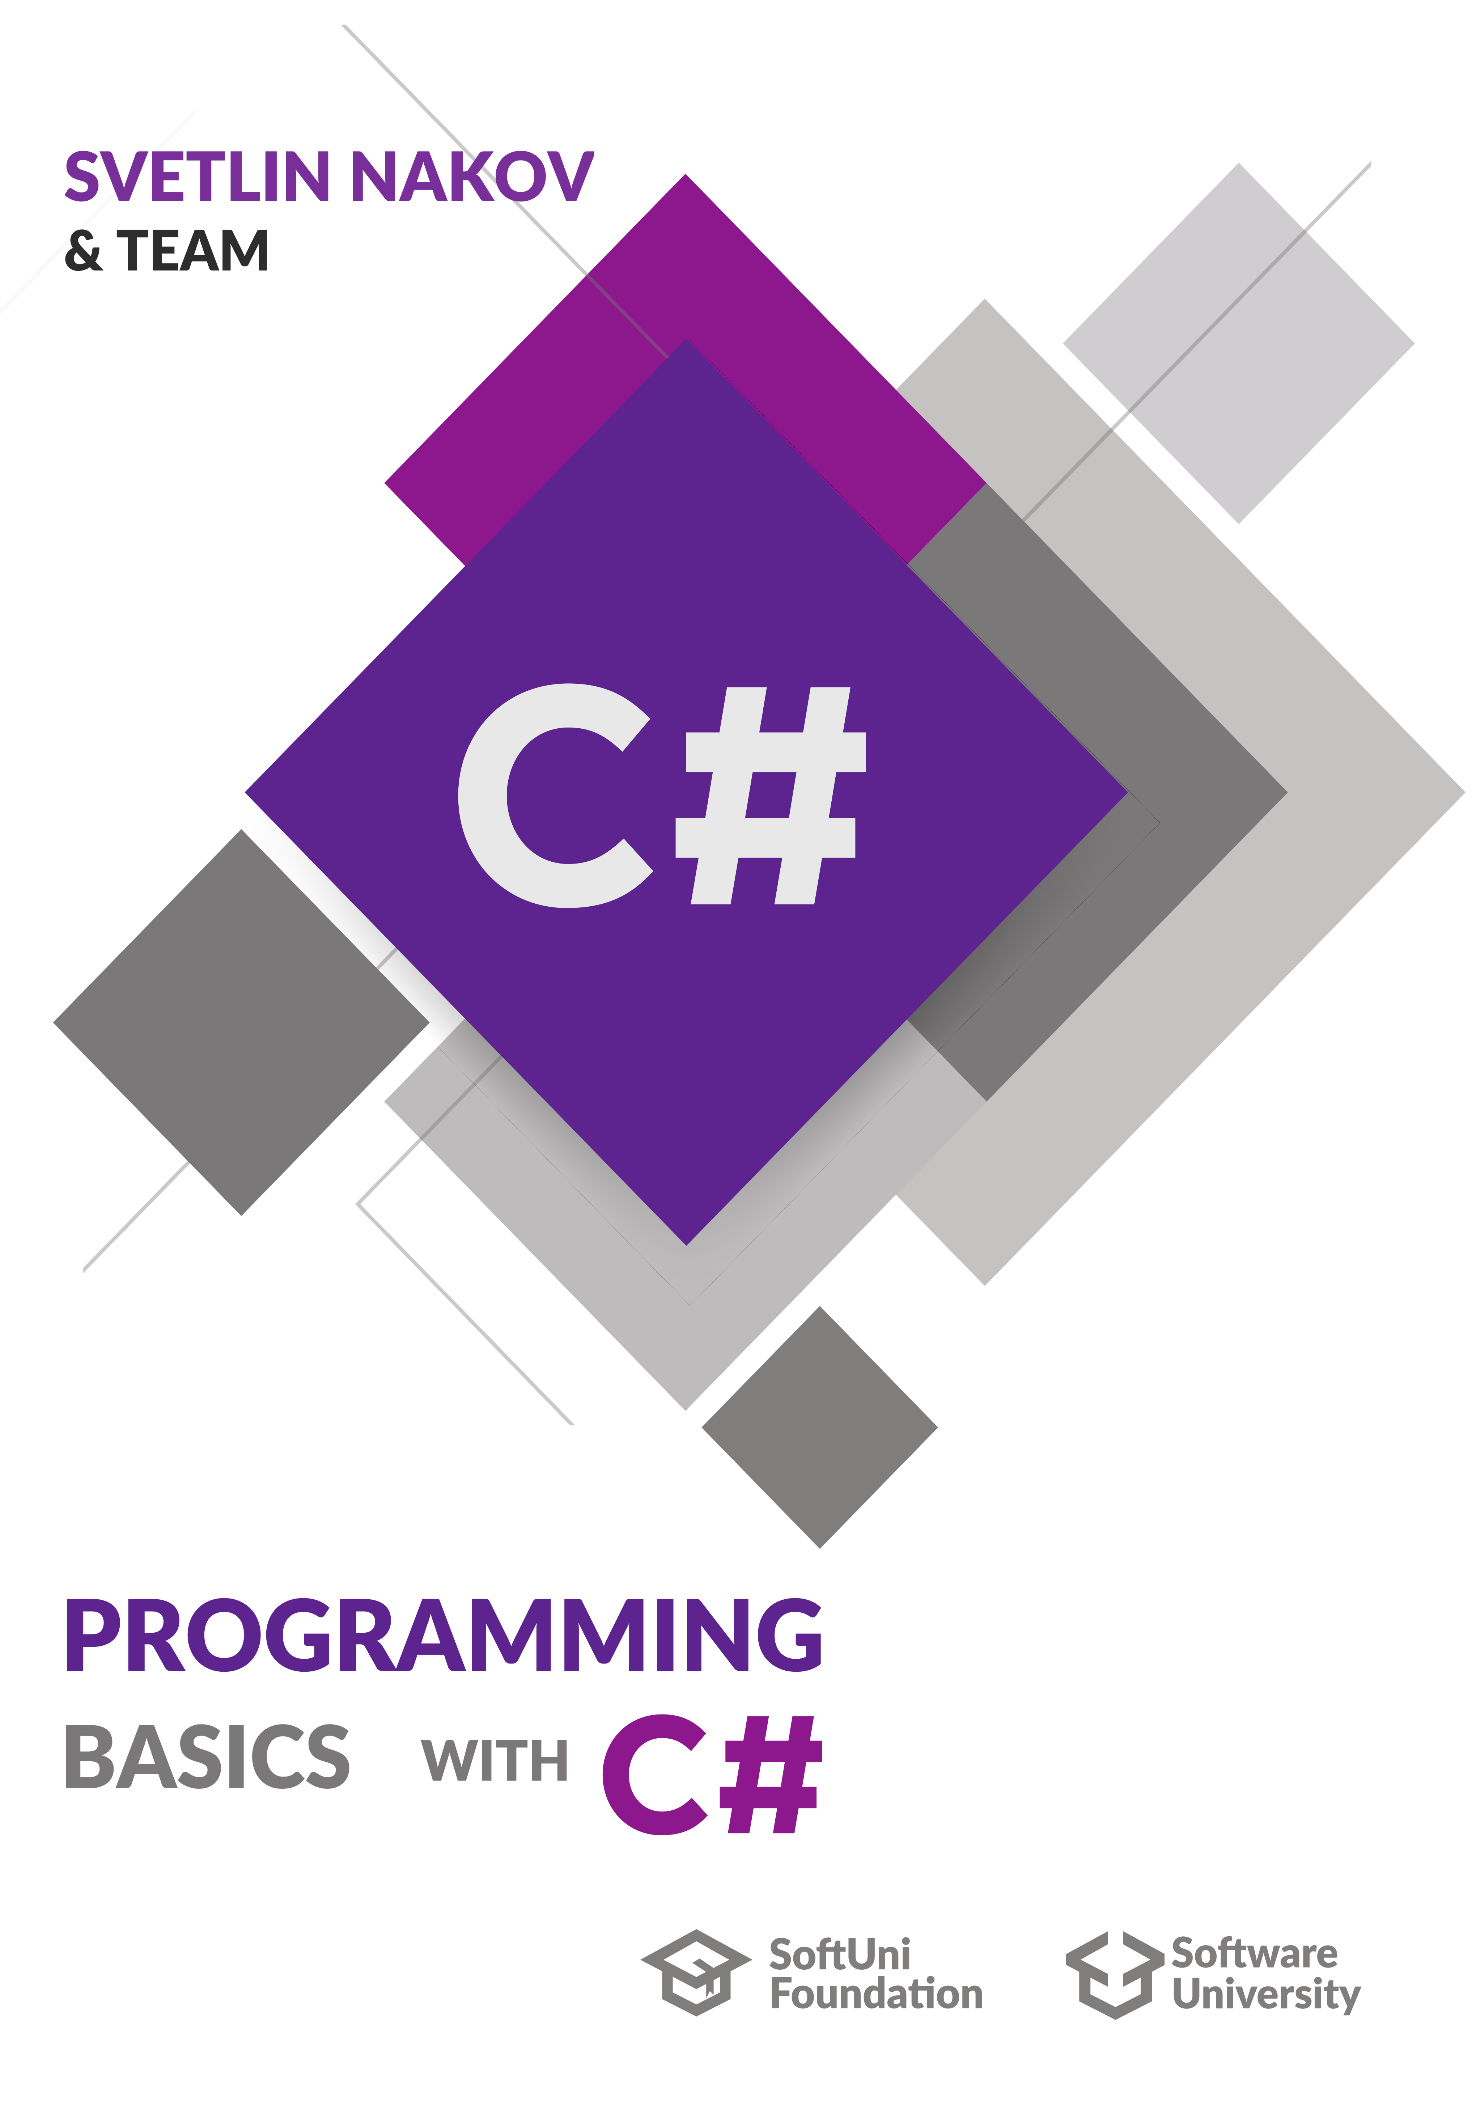 SVETLIN NAKOV
& TEAM
C#
PROGRAMMING
BASICS WITH C#
SoftUni
Foundation
Software
University